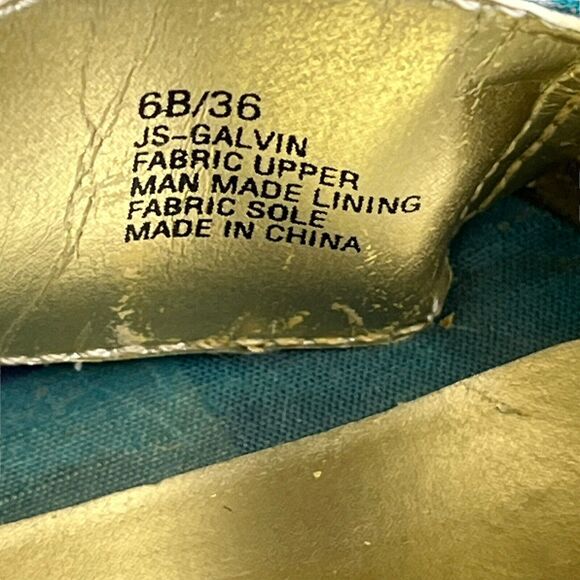 6B/36
JS-GALVIN
FABRIC UPPER
MAN MADE LINING
FABRIC SOLE
MADE IN CHINA